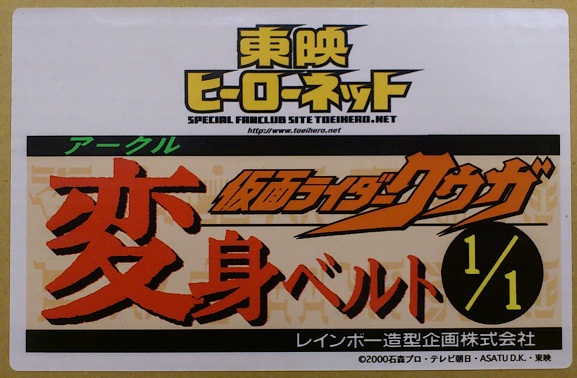 東映
ヒーローネット
SPECIAL FANCLUB SITE TOEIHERO.NET
http://www.toeihero.net
アークル
仮面ライダークウガ
変身ベルト
1/1
レインボー造型企画株式会社
©2000石森プロ・テレビ朝日・ASATU D.K.・東映